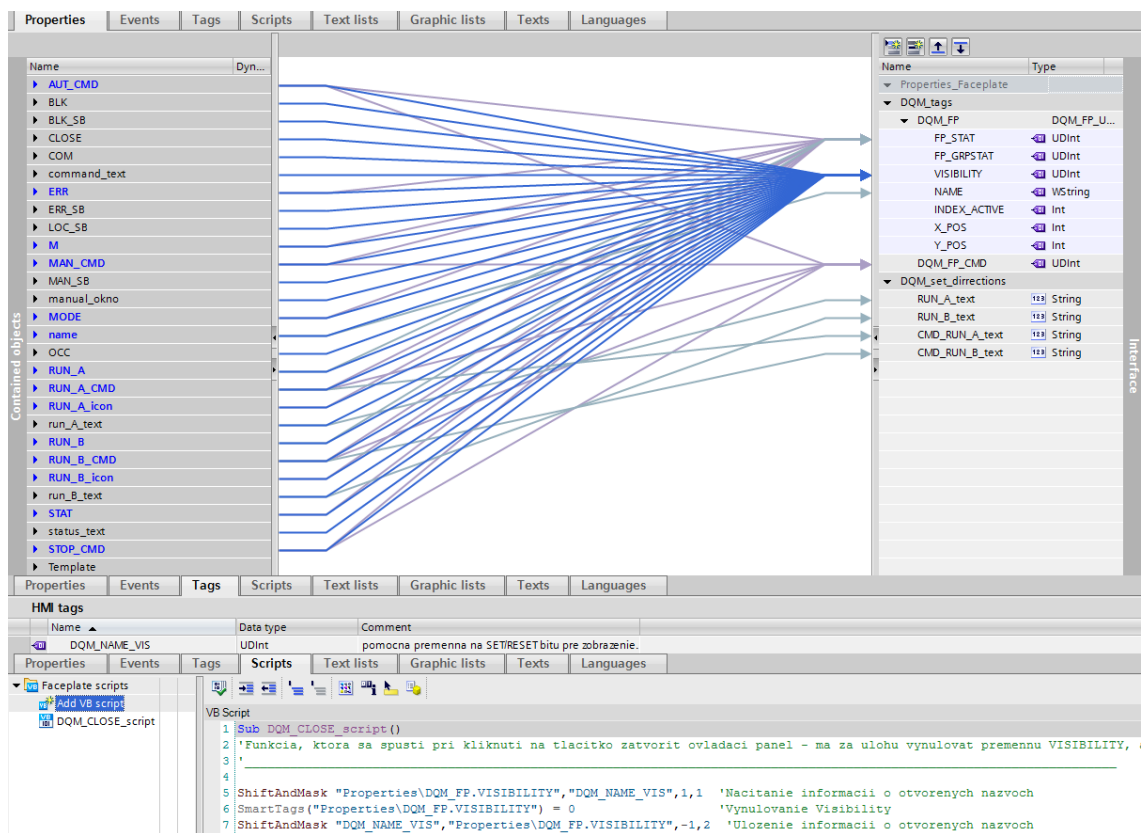 Properties Events Tags Scripts Text lists Graphic lists Texts Languages
Name Dyn...
AUT_CMD
BLK
BLK_SB
CLOSE
COM
command_text
ERR
ERR_SB
LOC_SB
M
MAN_CMD
MAN_SB
manual_okno
MODE
name
OCC
RUN_A
RUN_A_CMD
RUN_A_icon
run_A_text
RUN_B
RUN_B_CMD
RUN_B_icon
run_B_text
STAT
status_text
STOP_CMD
Template
Contained objects
Name Type
Properties_Faceplate
DQM_tags
DQM_FP DQM_FP_U...
FP_STAT UDInt
FP_GRPSTAT UDInt
VISIBILITY UDInt
NAME WString
INDEX_ACTIVE Int
X_POS Int
Y_POS Int
DQM_FP_CMD UDInt
DQM_set_directions
RUN_A_text String
RUN_B_text String
CMD_RUN_A_text String
CMD_RUN_B_text String
Interface
Properties Events Tags Scripts Text lists Graphic lists Texts Languages
HMI tags
Name Data type Comment
DQM_NAME_VIS UDInt pomocna premenna na SET/RESET bitu pre zobrazenie.
Properties Events Tags Scripts Text lists Graphic lists Texts Languages
Faceplate scripts
Add VB script
DQM_CLOSE_script
VB Script
1 Sub DQM_CLOSE_script()
2 'Funkcia, ktora sa spusti pri kliknuti na tlacitko zatvorit ovladaci panel - ma za ulohu vynulovat premennu VISIBILITY,
3 '
4
5 ShiftAndMask "Properties\DQM_FP.VISIBILITY","DQM_NAME_VIS",1,1 'Nacitanie informacii o otvorenych nazvoch
6 SmartTags("Properties\DQM_FP.VISIBILITY") = 0 'Vynulovanie Visibility
7 ShiftAndMask "DQM_NAME_VIS","Properties\DQM_FP.VISIBILITY",-1,2 'Ulozenie informacii o otvorenych nazvoch